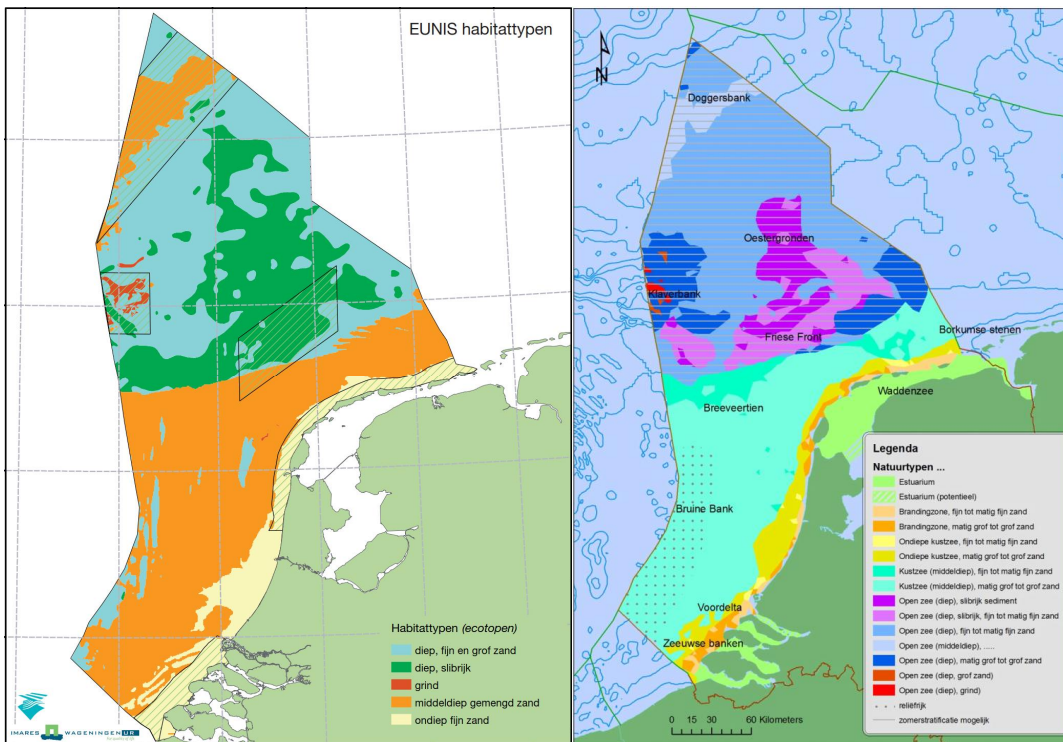 EUNIS habitattypen
Habitattypen (ecotopen)
diep, fijn en grof zand
diep, slibrijk
grind
middeldiep gemengd zand
ondiep fijn zand
IMARES WAGENINGEN UR
N
Doggersbank
Oestergronden
Klaverbank
Friese Front
Borkumse stenen
Waddenzee
Breeveertien
Bruine Bank
Voordelta
Zeeuwse banken
0 15 30 60 Kilometers
Legenda
Natuurtypen ...
Estuarium
Estuarium (potentieel)
Brandingzone, fijn tot matig fijn zand
Brandingzone, matig grof tot grof zand
Ondiepe kustzee, fijn tot matig fijn zand
Ondiepe kustzee, matig grof tot grof zand
Kustzee (middeldiep), fijn tot matig fijn zand
Kustzee (middeldiep), matig grof tot grof zand
Open zee (diep), slibrijk sediment
Open zee (diep, slibrijk, fijn tot matig fijn zand)
Open zee (diep), fijn tot matig fijn zand
Open zee (middeldiep), .....
Open zee (diep), matig grof tot grof zand
Open zee (diep, grof zand)
Open zee (diep), grind)
reliëfrijk
zomerstratificatie mogelijk